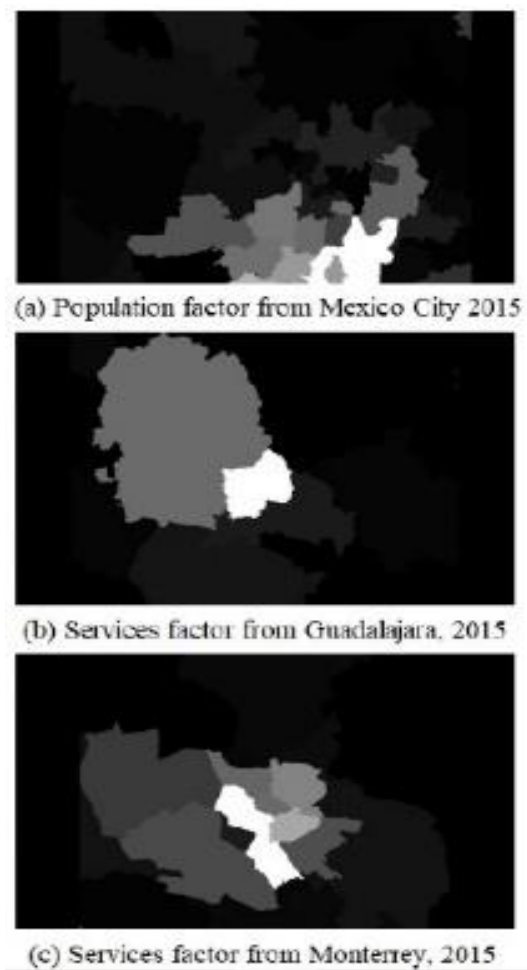 (a) Population factor from Mexico City 2015
(b) Services factor from Guadalajara, 2015
(c) Services factor from Monterrey, 2015